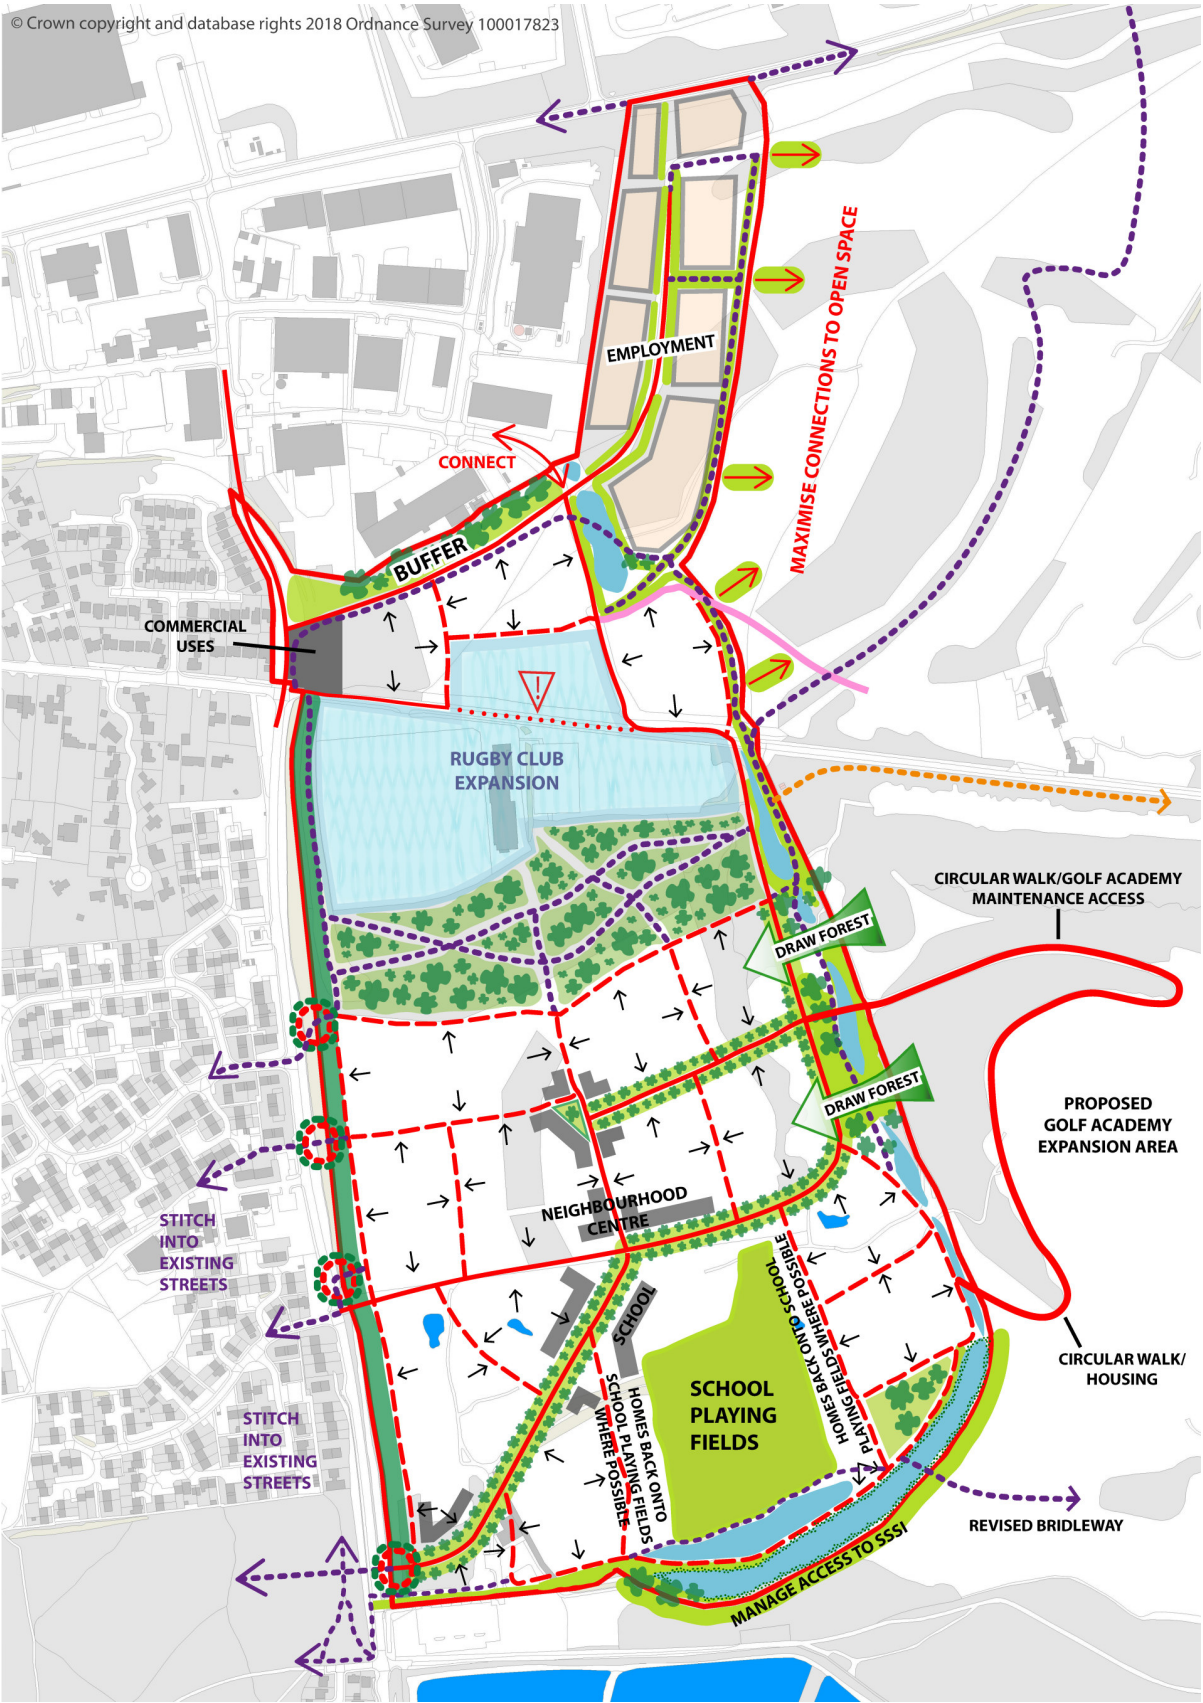 © Crown copyright and database rights 2018 Ordnance Survey 100017823
MAXIMISE CONNECTIONS TO OPEN SPACE
EMPLOYMENT
CONNECT
BUFFER
COMMERCIAL
USES
RUGBY CLUB
EXPANSION
CIRCULAR WALK/GOLF ACADEMY
MAINTENANCE ACCESS
DRAW FOREST
DRAW FOREST
PROPOSED
GOLF ACADEMY
EXPANSION AREA
NEIGHBOURHOOD
CENTRE
STITCH
INTO
EXISTING
STREETS
SCHOOL
HOMES BACK ONTO SCHOOL
PLAYING FIELDS WHERE POSSIBLE
CIRCULAR WALK/
HOUSING
SCHOOL
PLAYING
FIELDS
HOMES BACK ONTO
SCHOOL PLAYING FIELDS
WHERE POSSIBLE
STITCH
INTO
EXISTING
STREETS
REVISED BRIDLEWAY
MANAGE ACCESS TO SSSI